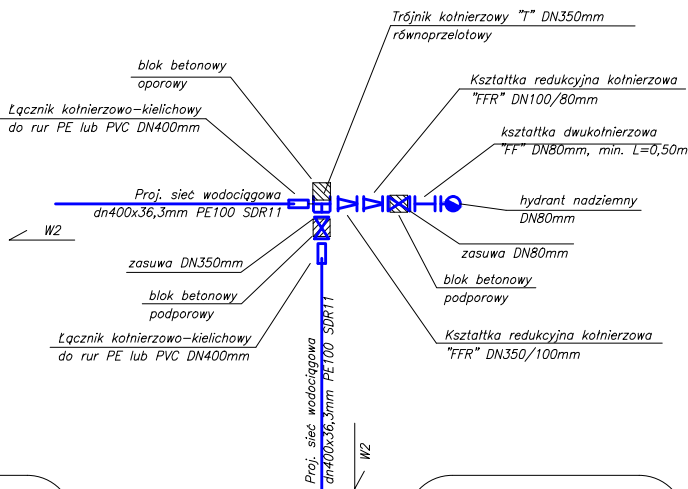 Trójnik kołnierzowy "T" DN350mm
równoprzelotowy
blok betonowy
oporowy
Kształtka redukcyjna kołnierzowa
"FFR" DN100/80mm
Łącznik kołnierzowo-kielichowy
do rur PE lub PVC DN400mm
kształtka dwukołnierzowa
"FF" DN80mm, min. L=0,50m
Proj. sieć wodociągowa
dn400x36,3mm PE100 SDR11
hydrant nadziemny
DN80mm
W2
zasuwa DN80mm
zasuwa DN350mm
blok betonowy
podporowy
blok betonowy
podporowy
Łącznik kołnierzowo-kielichowy
do rur PE lub PVC DN400mm
Kształtka redukcyjna kołnierzowa
"FFR" DN350/100mm
Proj. sieć wodociągowa
dn400x36,3mm PE100 SDR11
W2